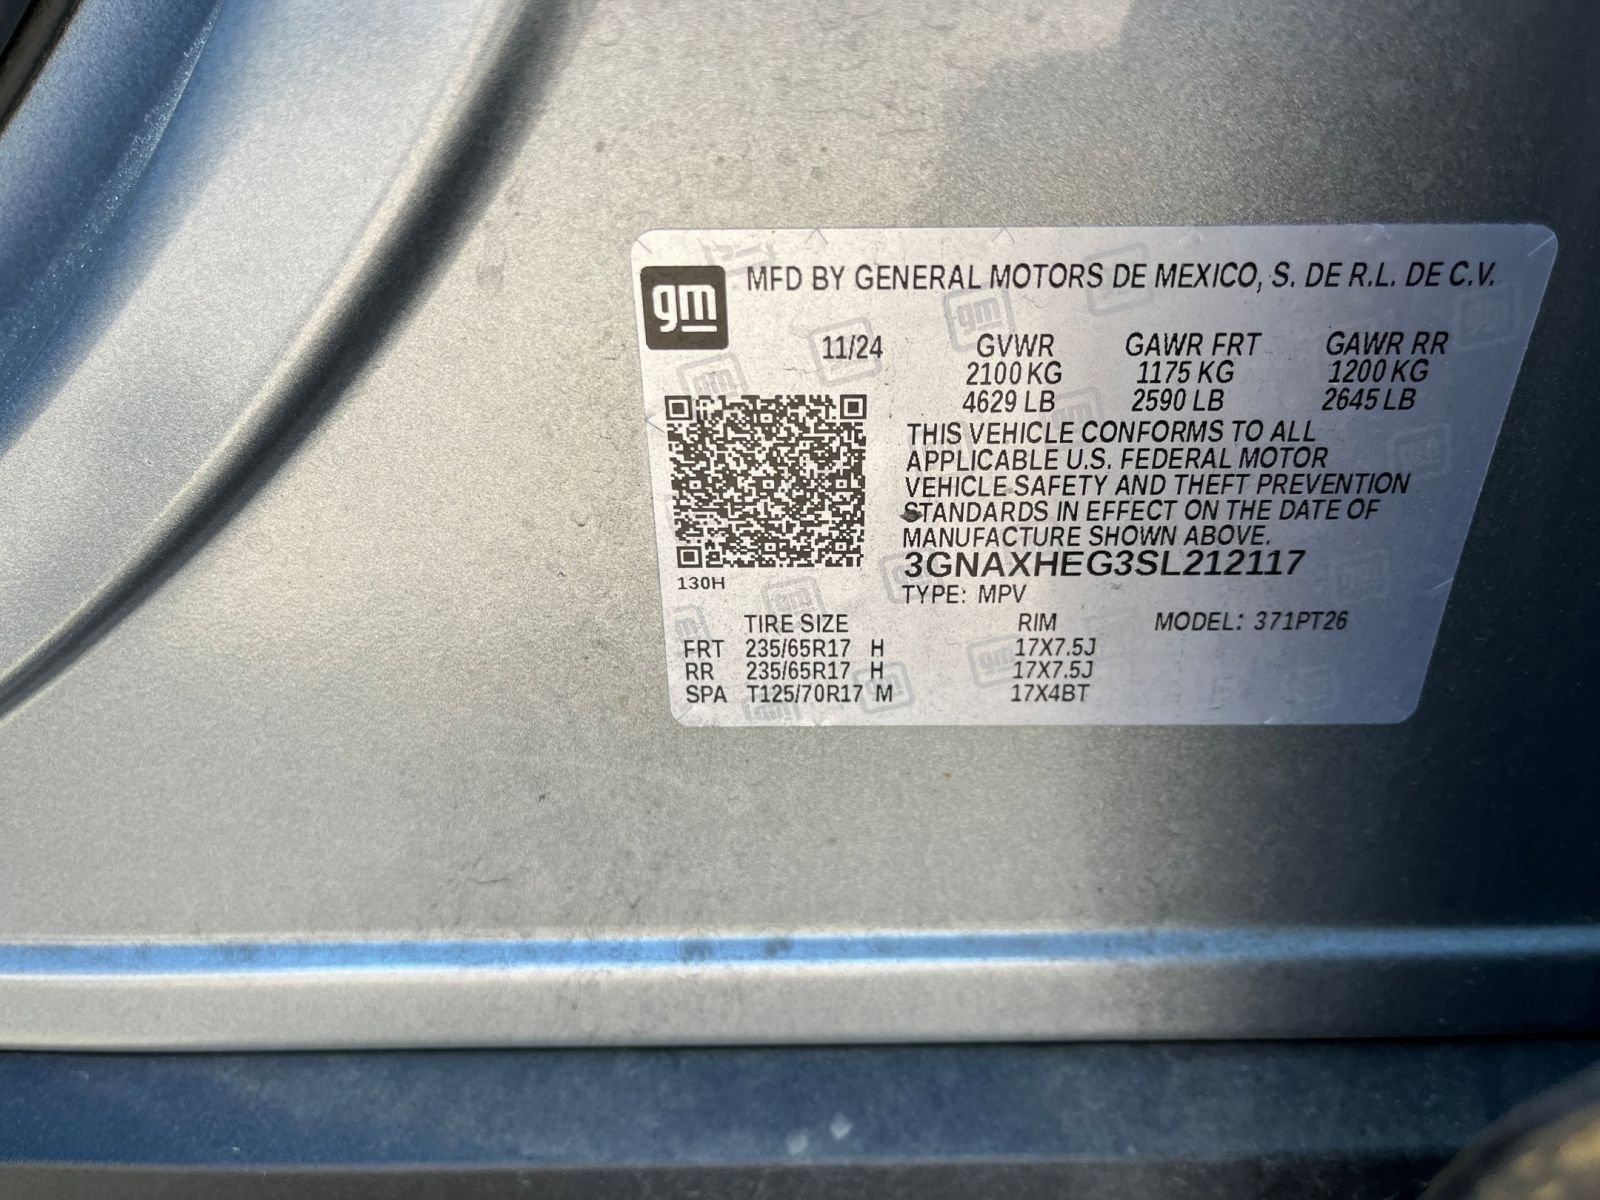 gm MFD BY GENERAL MOTORS DE MEXICO, S. DE R.L. DE C.V.
11/24 GVWR GAWR FRT GAWR RR
2100 KG 1175 KG 1200 KG
4629 LB 2590 LB 2645 LB
THIS VEHICLE CONFORMS TO ALL
APPLICABLE U.S. FEDERAL MOTOR
VEHICLE SAFETY AND THEFT PREVENTION
STANDARDS IN EFFECT ON THE DATE OF
MANUFACTURE SHOWN ABOVE.
3GNAXHEG3SL212117
130H
TYPE: MPV
TIRE SIZE RIM MODEL: 371PT26
FRT 235/65R17 H 17X7.5J
RR 235/65R17 H 17X7.5J
SPA T125/70R17 M 17X4BT